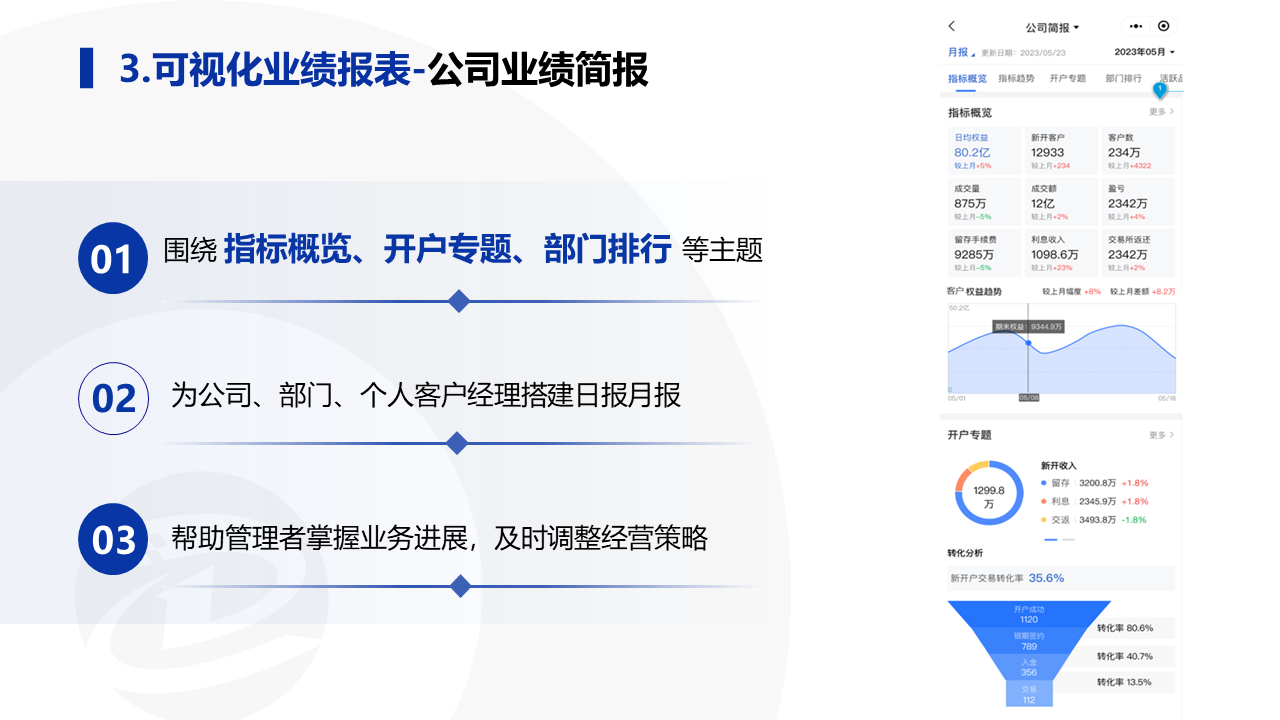 3.可视化业绩报表-公司业绩简报
01
围绕 指标概览、开户专题、部门排行 等主题
02
为公司、部门、个人客户经理搭建日报月报
03
帮助管理者掌握业务进展，及时调整经营策略
公司简报
月报 更新日期：2023/05/23 2023年05月
指标概览 指标趋势 开户专题 部门排行 活跃
1
指标概览 更多
日均权益 新开客户 客户数
80.2亿 12933 234万
较上月+5% 较上月+234 较上月+4322
成交量 成交额 盈亏
875万 12亿 2342万
较上月-5% 较上月+2% 较上月+4%
留存手续费 利息收入 交易所返还
9285万 1098.6万 2342万
较上月-5% 较上月+23% 较上月+2%
客户 权益趋势 较上月幅度 +8% 较上月差额 +8.2万
50.2亿
期末权益：9344.9万
0
05/01 05/08 05/18
开户专题 更多
新开收入
1299.8万
留存 3200.8万 +1.8%
利息 2345.9万 +1.8%
交返 3493.8万 -1.8%
转化分析
新开户交易转化率 35.6%
开户成功
1120
转化率 80.6%
银期签约
789
转化率 40.7%
入金
356
转化率 13.5%
交易
112